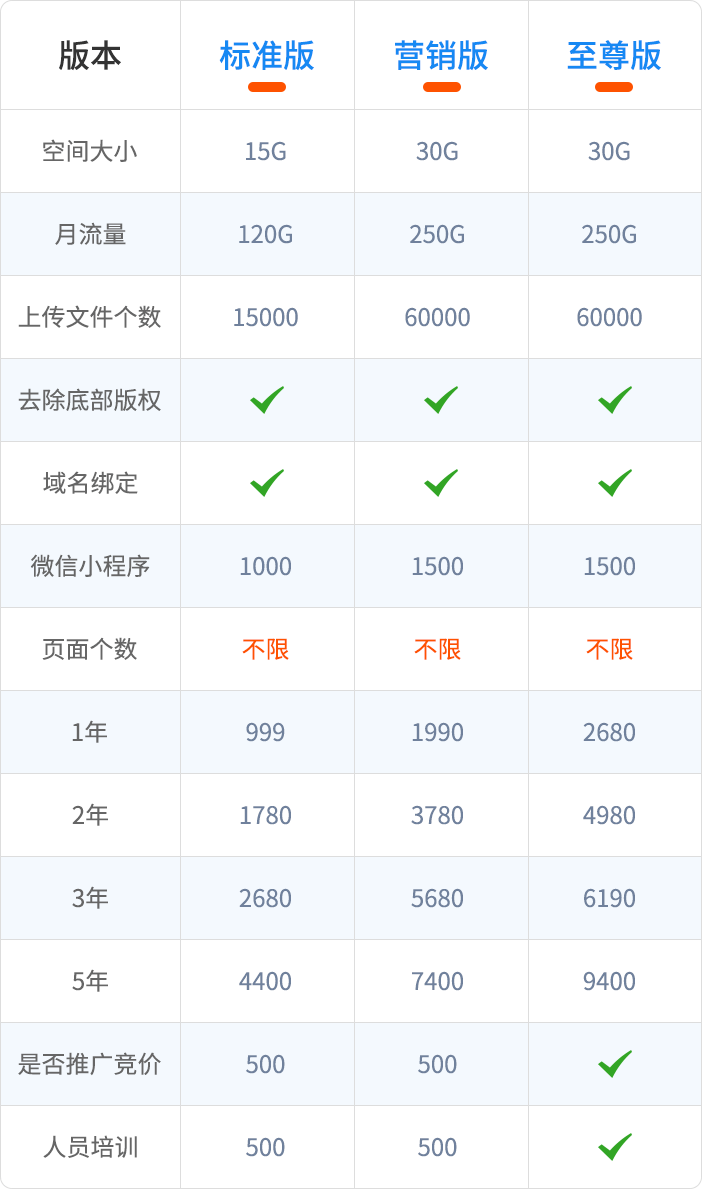 版本 标准版 营销版 至尊版
空间大小 15G 30G 30G
月流量 120G 250G 250G
上传文件个数 15000 60000 60000
去除底部版权
域名绑定
微信小程序 1000 1500 1500
页面个数 不限 不限 不限
1年 999 1990 2680
2年 1780 3780 4980
3年 2680 5680 6190
5年 4400 7400 9400
是否推广竞价 500 500
人员培训 500 500